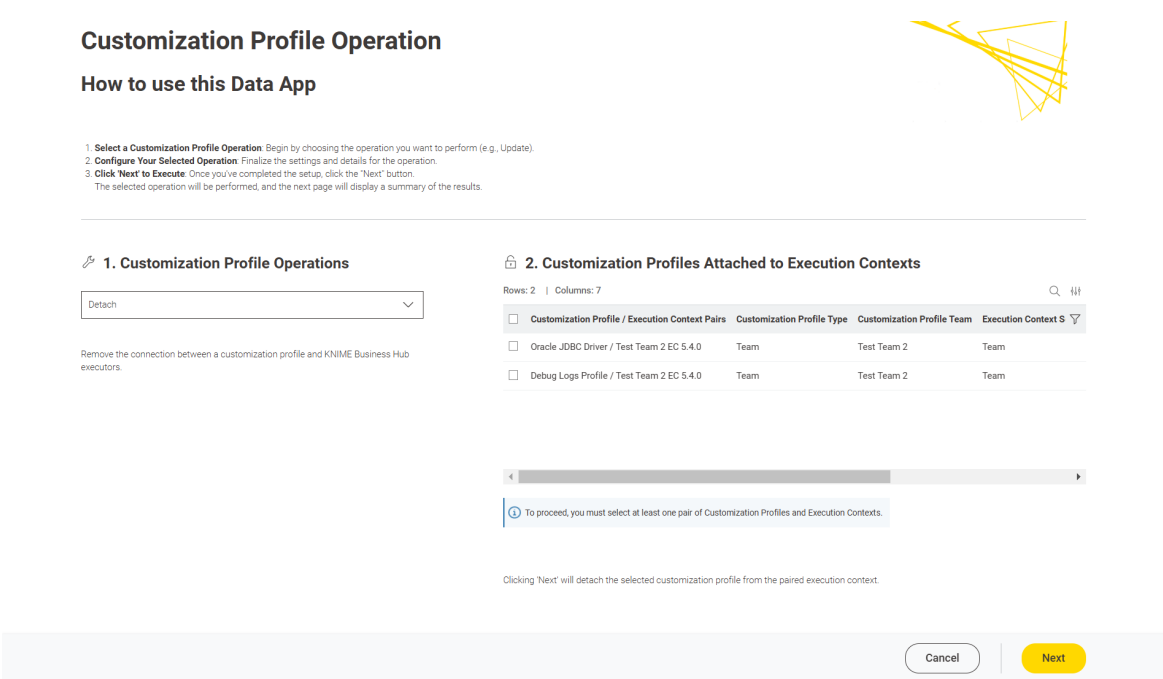 Customization Profile Operation
How to use this Data App
1. Select a Customization Profile Operation: Begin by choosing the operation you want to perform (e.g., Update).
2. Configure Your Selected Operation: Finalize the settings and details for the operation.
3. Click 'Next' to Execute: Once you've completed the setup, click the "Next" button.
The selected operation will be performed, and the next page will display a summary of the results.
1. Customization Profile Operations
Detach
Remove the connection between a customization profile and KNIME Business Hub
executors.
2. Customization Profiles Attached to Execution Contexts
Rows: 2 | Columns: 7
Customization Profile / Execution Context Pairs Customization Profile Type Customization Profile Team Execution Context S
Oracle JDBC Driver / Test Team 2 EC 5.4.0 Team Test Team 2 Team
Debug Logs Profile / Test Team 2 EC 5.4.0 Team Test Team 2 Team
To proceed, you must select at least one pair of Customization Profiles and Execution Contexts.
Clicking 'Next' will detach the selected customization profile from the paired execution context.
Cancel Next